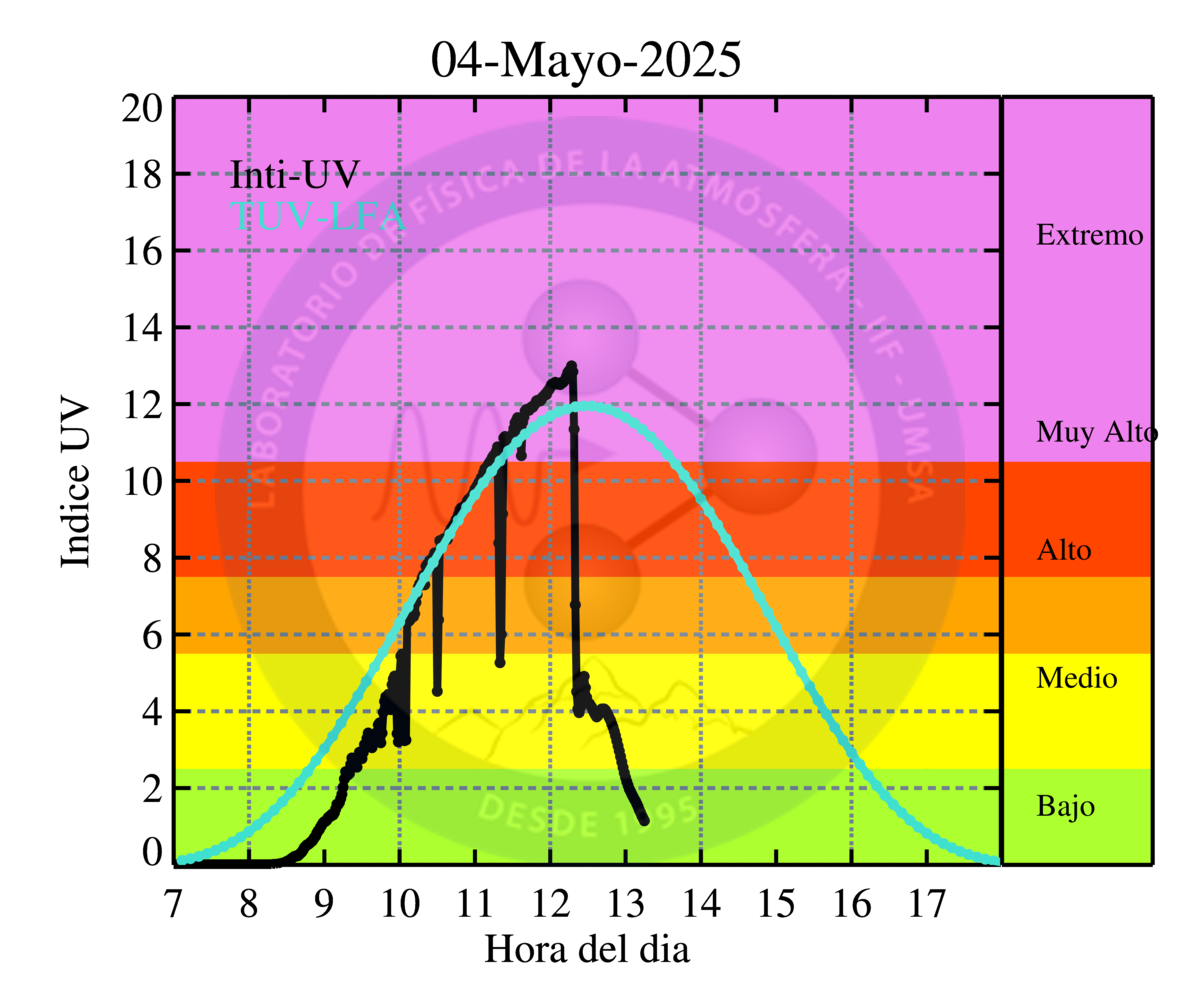 04-Mayo-2025
20
18
16
14
12
10
8
6
4
2
0
Indice UV
Inti-UV
TUV-LFA
LABORATORIO DE FÍSICA DE LA ATMÓSFERA - IIF - UMSA
DESDE 1995
Extremo
Muy Alto
Alto
Medio
Bajo
7 8 9 10 11 12 13 14 15 16 17
Hora del dia